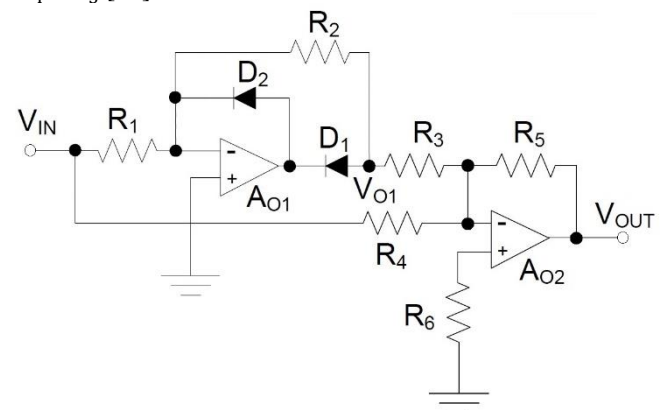 R2
D2
VIN
R1
D1
R3
R5
-
+
AO1
VO1
VOUT
R4
-
+
AO2
R6